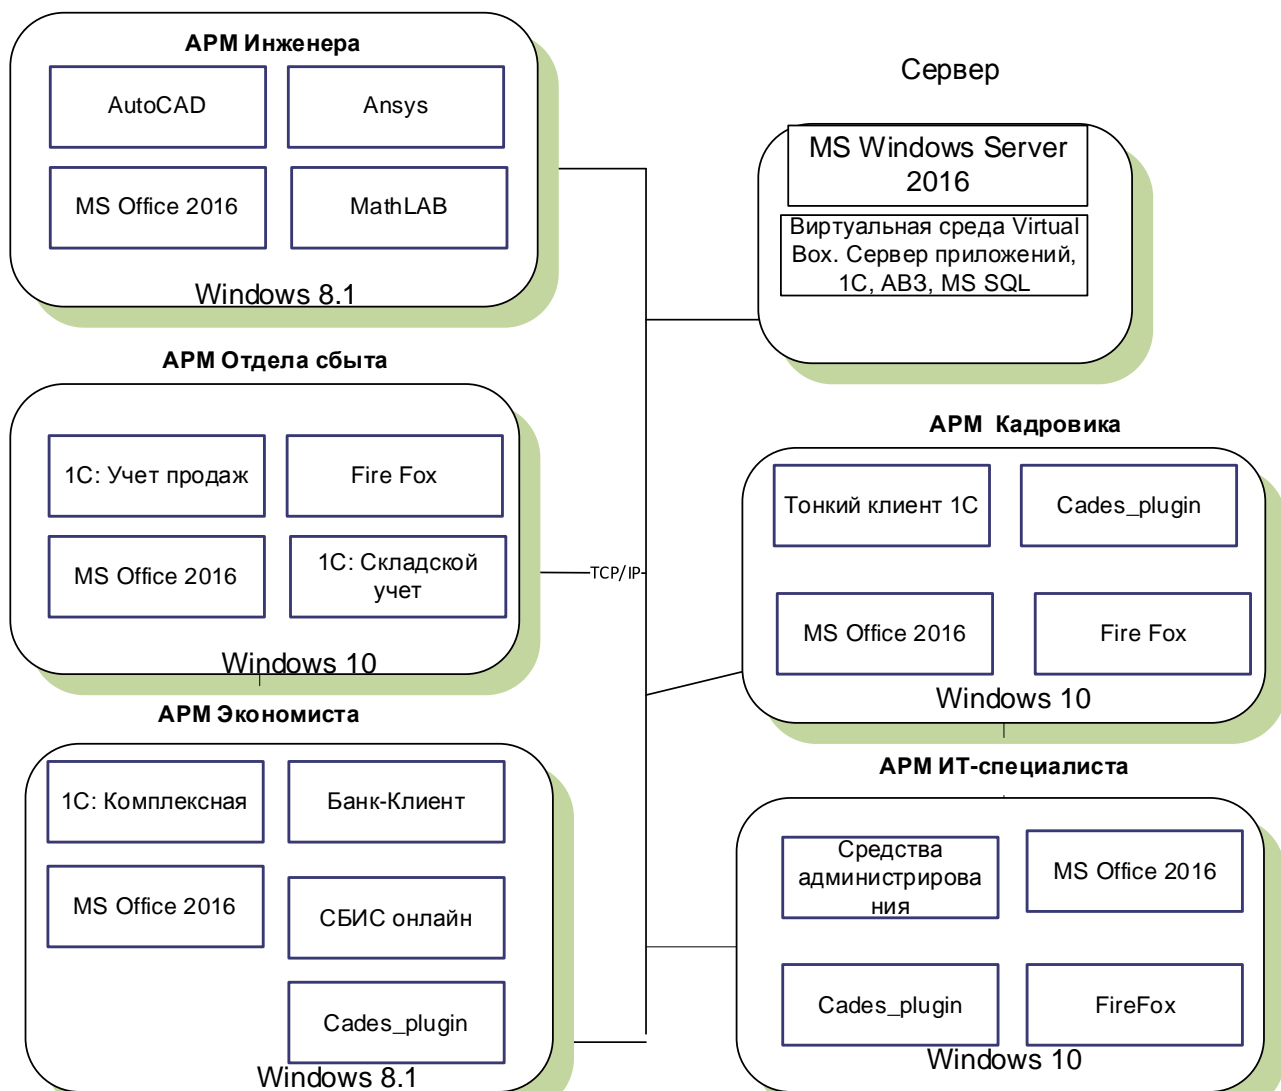 АРМ Инженера
AutoCAD
Ansys
MS Office 2016
MathLAB
Windows 8.1
Сервер
MS Windows Server
2016
Виртуальная среда Virtual
Box. Сервер приложений,
1С, АВЗ, MS SQL
АРМ Отдела сбыта
1С: Учет продаж
Fire Fox
MS Office 2016
1С: Складской
учет
Windows 10
TCP/IP
АРМ  Кадровика
Тонкий клиент 1С
Cades_plugin
MS Office 2016
Fire Fox
Windows 10
АРМ Экономиста
1С: Комплексная
Банк-Клиент
MS Office 2016
СБИС онлайн
Cades_plugin
Windows 8.1
АРМ ИТ-специалиста
Средства
администрирова
ния
MS Office 2016
Cades_plugin
FireFox
Windows 10